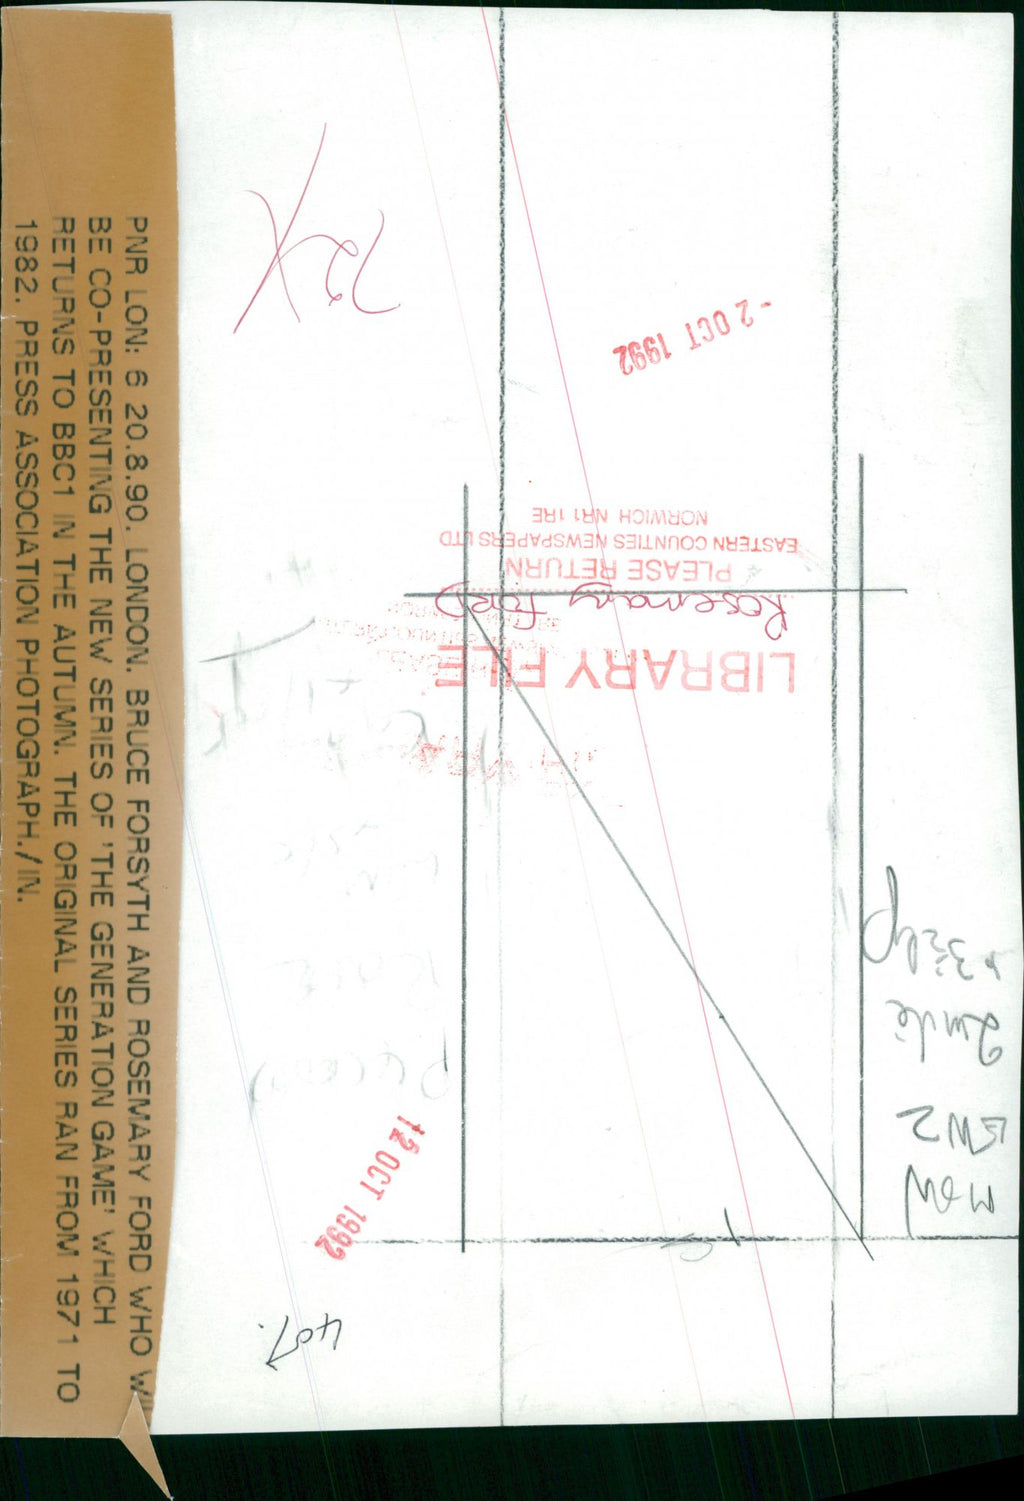 PNR LON: 6 20.8.90. LONDON. BRUCE FORSYTH AND ROSEMARY FORD WHO
BE CO-PRESENTING THE NEW SERIES OF 'THE GENERATION GAME' WHICH
RETURNS TO BBC1 IN THE AUTUMN. THE ORIGINAL SERIES RAN FROM 1971 TO
1982. PRESS ASSOCIATION PHOTOGRAPH./IN.
LIBRARY FILE
Rosemary FORD
PLEASE RETURN
EASTERN COUNTIES NEWSPAPERS LTD
NORWICH NR1 1RE
- 2 OCT 1992
12 OCT 1992
MON
EN2
407.